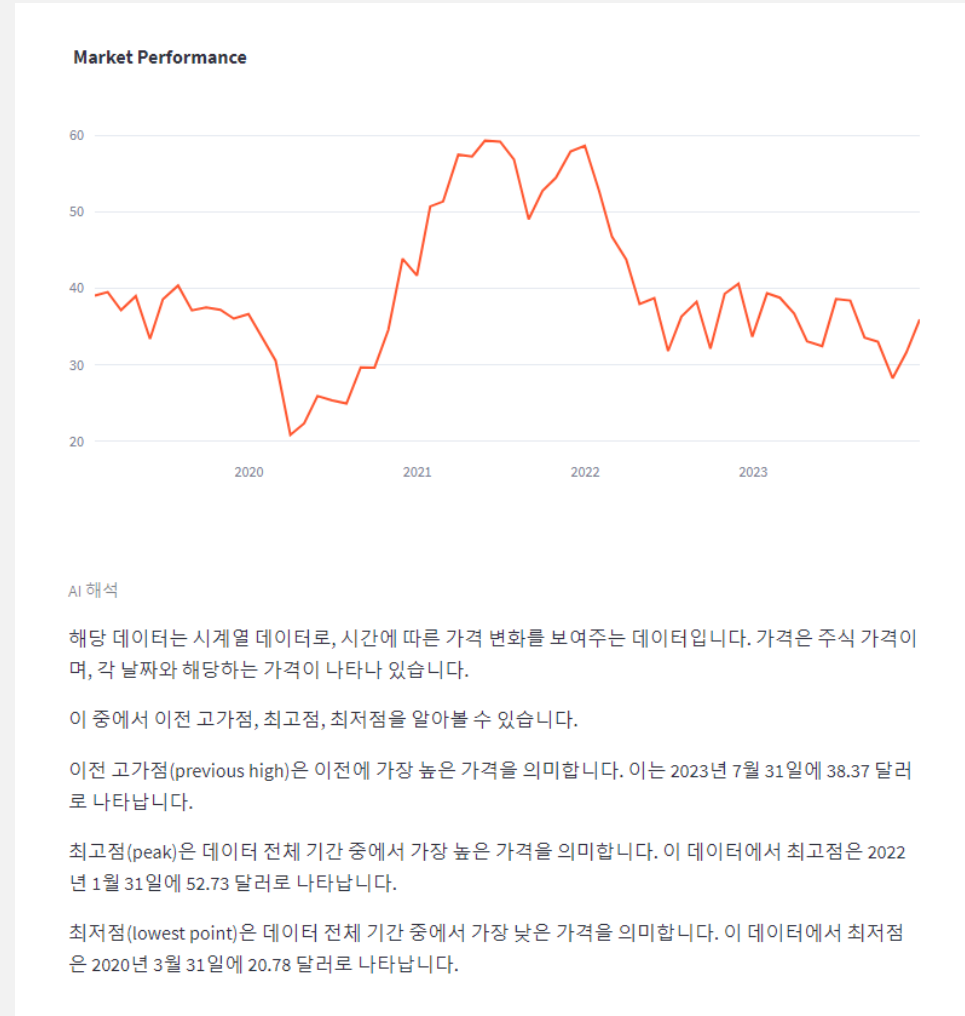 Market Performance
60
50
40
30
20
2020 2021 2022 2023
AI 해석
해당 데이터는 시계열 데이터로, 시간에 따른 가격 변화를 보여주는 데이터입니다. 가격은 주식 가격이
며, 각 날짜와 해당하는 가격이 나타나 있습니다.
이 중에서 이전 고가점, 최고점, 최저점을 알아볼 수 있습니다.
이전 고가점(previous high)은 이전에 가장 높은 가격을 의미합니다. 이는 2023년 7월 31일에 38.37 달러
로 나타납니다.
최고점(peak)은 데이터 전체 기간 중에서 가장 높은 가격을 의미합니다. 이 데이터에서 최고점은 2022
년 1월 31일에 52.73 달러로 나타납니다.
최저점(lowest point)은 데이터 전체 기간 중에서 가장 낮은 가격을 의미합니다. 이 데이터에서 최저점
은 2020년 3월 31일에 20.78 달러로 나타납니다.